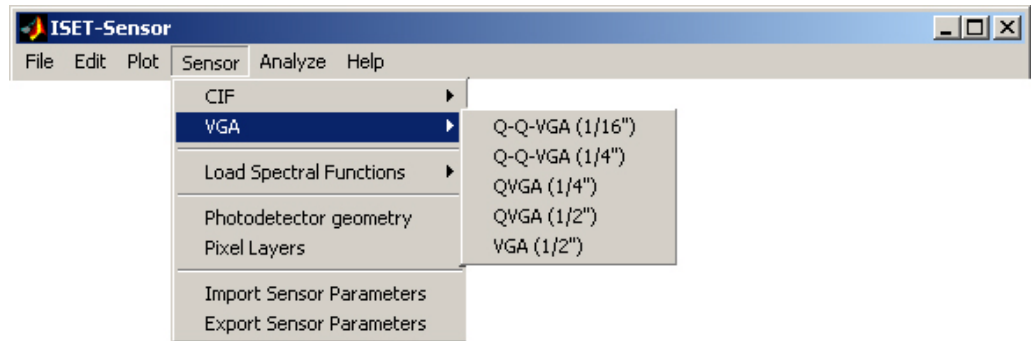 ISET-Sensor
File Edit Plot Sensor Analyze Help
CIF
VGA
Load Spectral Functions
Photodetector geometry
Pixel Layers
Import Sensor Parameters
Export Sensor Parameters
Q-Q-VGA (1/16")
Q-Q-VGA (1/4")
QVGA (1/4")
QVGA (1/2")
VGA (1/2")